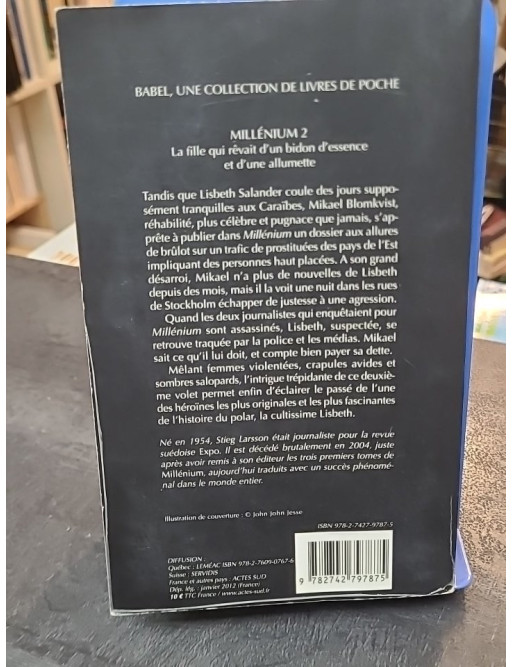 BABEL, UNE COLLECTION DE LIVRES DE POCHE
MILLÉNIUM 2
La fille qui rêvait d'un bidon d'essence
et d'une allumette
Tandis que Lisbeth Salander coule des jours suppo-
sément tranquilles aux Caraïbes, Mikael Blomkvist,
réhabilité, plus célèbre et pugnace que jamais, s'ap-
prête à publier dans Millénium un dossier aux allures
de brûlot sur un trafic de prostituées des pays de l'Est
impliquant des personnes haut placées. A son grand
désarroi, Mikael n'a plus de nouvelles de Lisbeth
depuis des mois, mais il la voit une nuit dans les rues
de Stockholm échapper de justesse à une agression.
Quand les deux journalistes qui enquêtaient pour
Millénium sont assassinés, Lisbeth, suspectée, se
retrouve traquée par la police et les médias. Mikael
sait ce qu'il lui doit, et compte bien payer sa dette.
Mêlant femmes violentées, crapules avides et
sombres salopards, l'intrigue trépidante de ce deuxiè-
me volet permet enfin d'éclairer le passé de l'une
des héroïnes les plus originales et les plus fascinantes
de l'histoire du polar, la cultissime Lisbeth.
Né en 1954, Stieg Larsson était journaliste pour la revue
suédoise Expo. Il est décédé brutalement en 2004, juste
après avoir remis à son éditeur les trois premiers tomes de
Millénium, aujourd'hui traduits avec un succès phénomé-
nal dans le monde entier.
Illustration de couverture : © John John Jesse
ISBN 978-2-7427-9787-5
DIFFUSION :
Québec : LEMÉAC ISBN 978-2-7609-0767-6
Suisse : SERVIDIS
France et autres pays : ACTES SUD
Dép. lég. : janvier 2012 (France)
10 € TTC France / www.actes-sud.fr
9 782742 797875